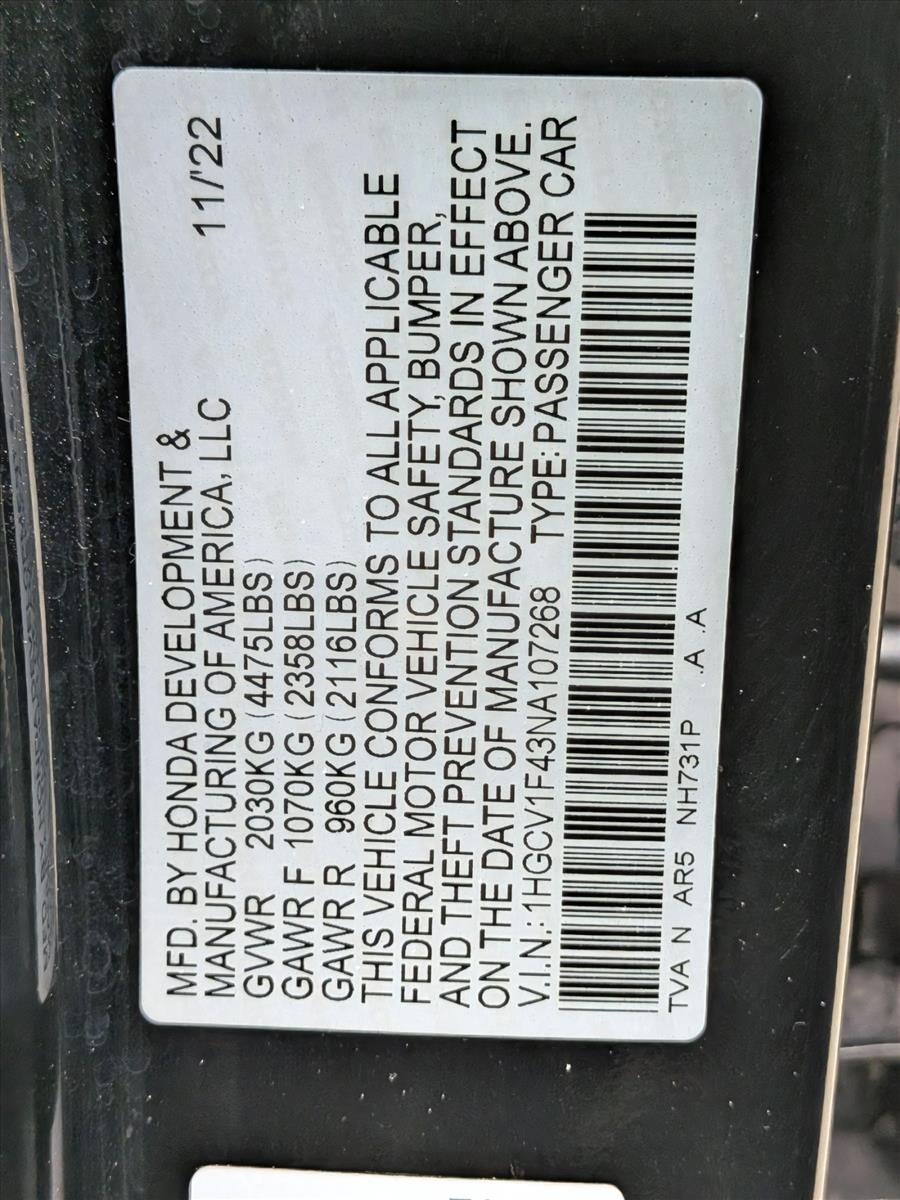 MFD. BY HONDA DEVELOPMENT &
MANUFACTURING OF AMERICA, LLC 11/'22
GVWR 2030KG (4475LBS)
GAWR F 1070KG (2358LBS)
GAWR R 960KG (2116LBS)
THIS VEHICLE CONFORMS TO ALL APPLICABLE
FEDERAL MOTOR VEHICLE SAFETY, BUMPER,
AND THEFT PREVENTION STANDARDS IN EFFECT
ON THE DATE OF MANUFACTURE SHOWN ABOVE.
V.I.N.:1HGCV1F43NA107268 TYPE:PASSENGER CAR
TVA N AR5 NH731P .A .A